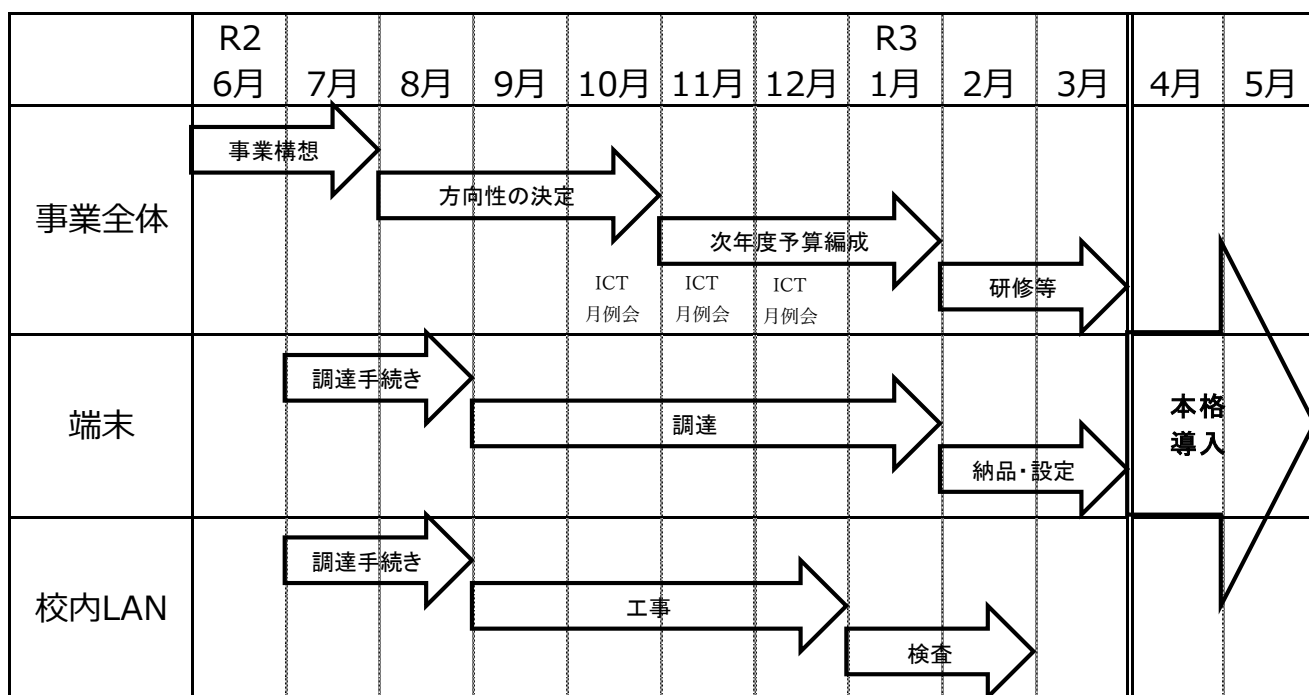 R2
R3
6月 7月 8月 9月 10月 11月 12月 1月 2月 3月 4月 5月
事業全体
事業構想
方向性の決定
次年度予算編成
ICT
月例会
ICT
月例会
ICT
月例会
研修等
端末
調達手続き
調達
納品・設定
本格
導入
校内LAN
調達手続き
工事
検査